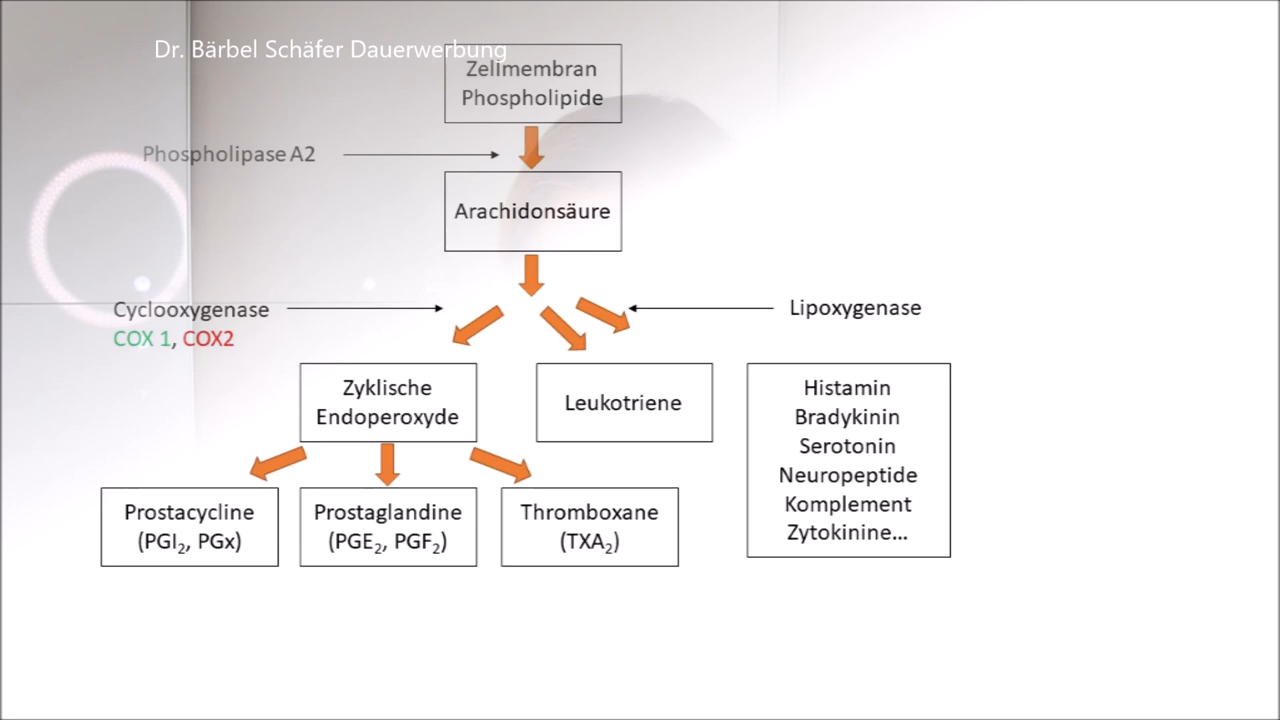 Dr. Bärbel Schäfer Dauerwerbung
Zellmembran
Phospholipide
Phospholipase A2
Arachidonsäure
Cyclooxygenase
COX 1, COX2
Lipoxygenase
Zyklische
Endoperoxyde
Leukotriene
Histamin
Bradykinin
Serotonin
Neuropeptide
Komplement
Zytokinine...
Prostacycline
(PGI₂, PGx)
Prostaglandine
(PGE₂, PGF₂)
Thromboxane
(TXA₂)